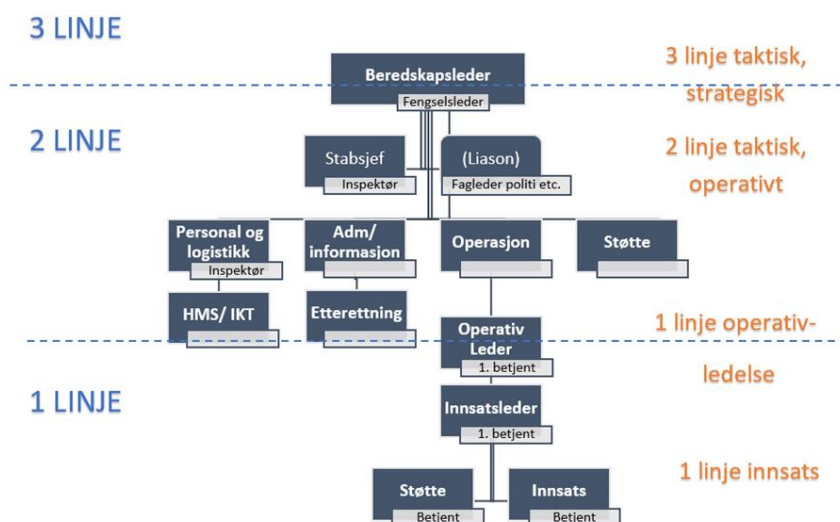 3 LINJE
3 linje taktisk,
strategisk
Beredskapsleder
Fengselsleder
2 LINJE
2 linje taktisk,
operativt
Stabsjef
Inspektør
(Liason)
Fagleder politi etc.
Personal og
logistikk
Inspektør
Adm/
informasjon
Operasjon
Støtte
HMS/ IKT
Etterettning
Operativ
Leder
1. betjent
1 linje operativ-
ledelse
1 LINJE
Innsatsleder
1. betjent
1 linje innsats
Støtte
Betjent
Innsats
Betjent